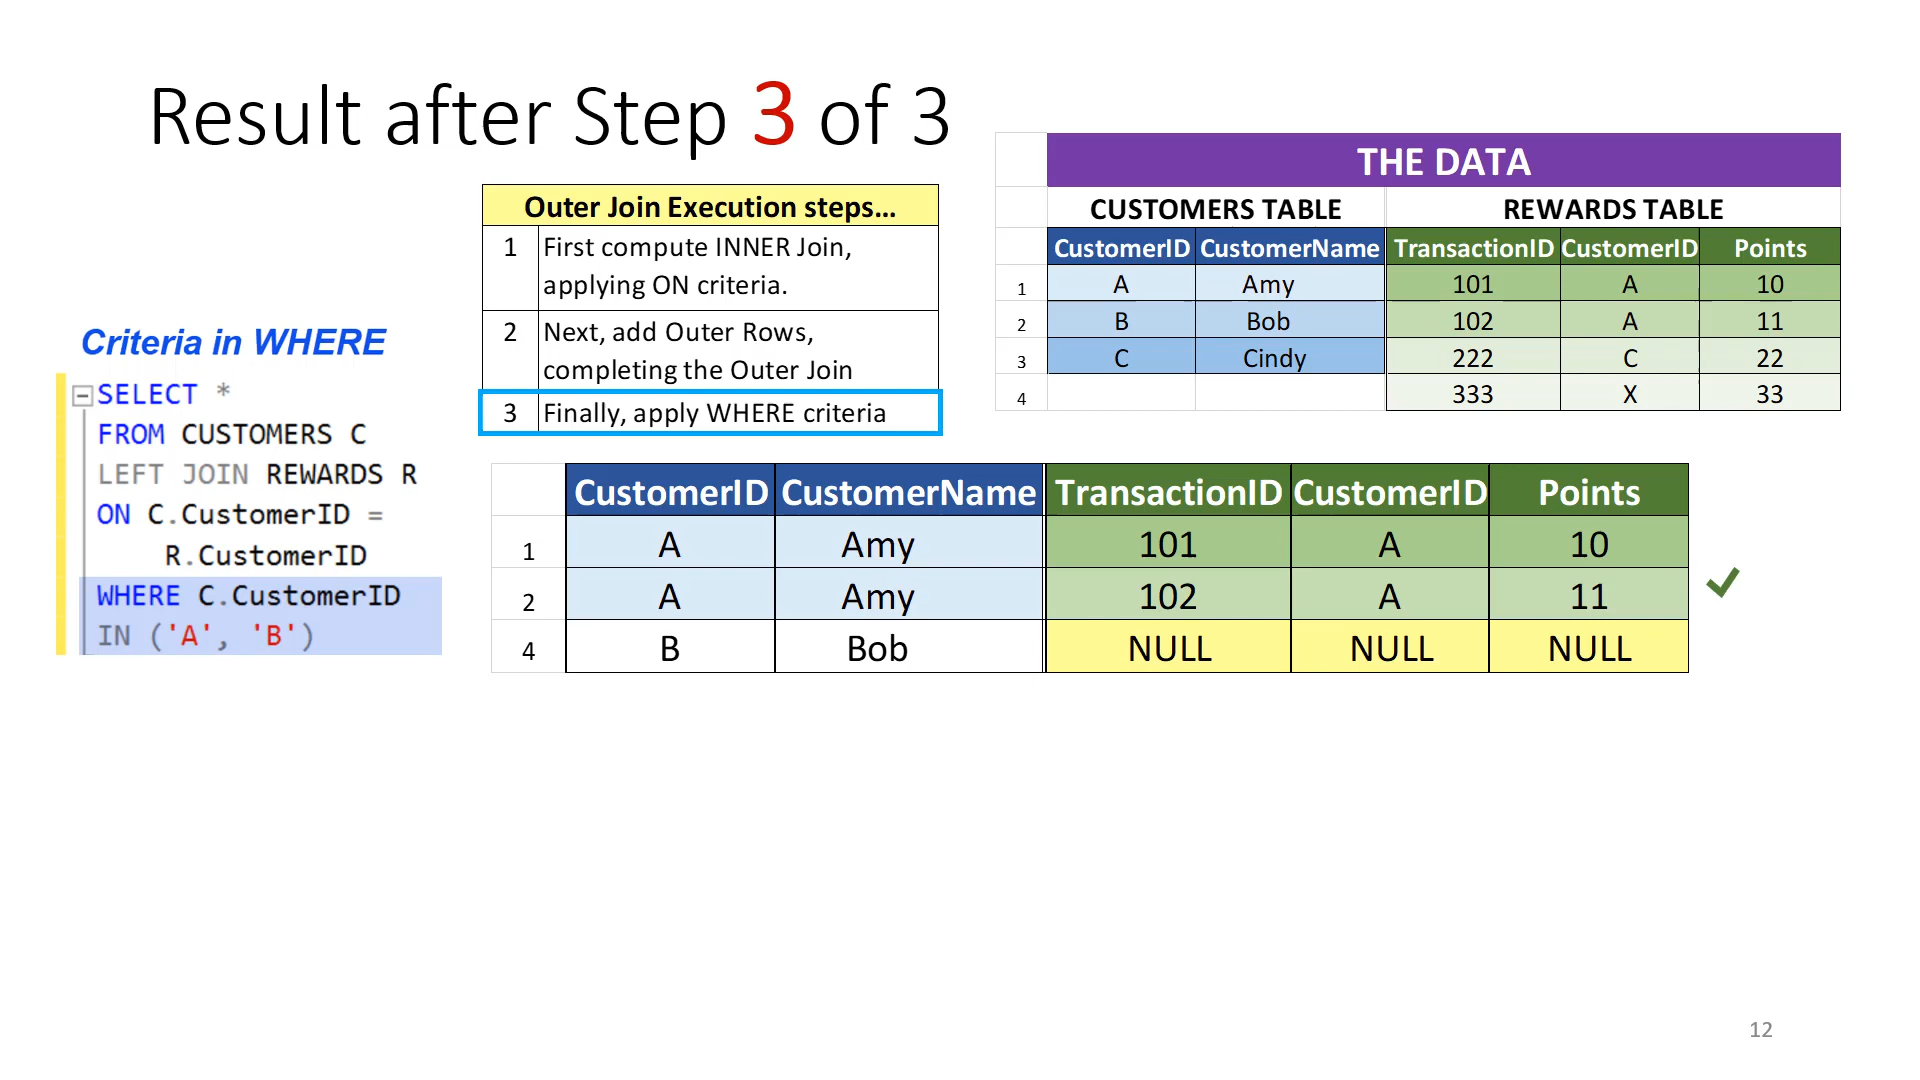 Result after Step 3 of 3
Outer Join Execution steps...
1 First compute INNER Join,
applying ON criteria.
2 Next, add Outer Rows,
completing the Outer Join
3 Finally, apply WHERE criteria
THE DATA
CUSTOMERS TABLE REWARDS TABLE
CustomerID CustomerName TransactionID CustomerID Points
1 A Amy 101 A 10
2 B Bob 102 A 11
3 C Cindy 222 C 22
4 333 X 33
Criteria in WHERE
SELECT *
FROM CUSTOMERS C
LEFT JOIN REWARDS R
ON C.CustomerID =
R.CustomerID
WHERE C.CustomerID
IN ('A', 'B')
CustomerID CustomerName TransactionID CustomerID Points
1 A Amy 101 A 10
2 A Amy 102 A 11
4 B Bob NULL NULL NULL
12